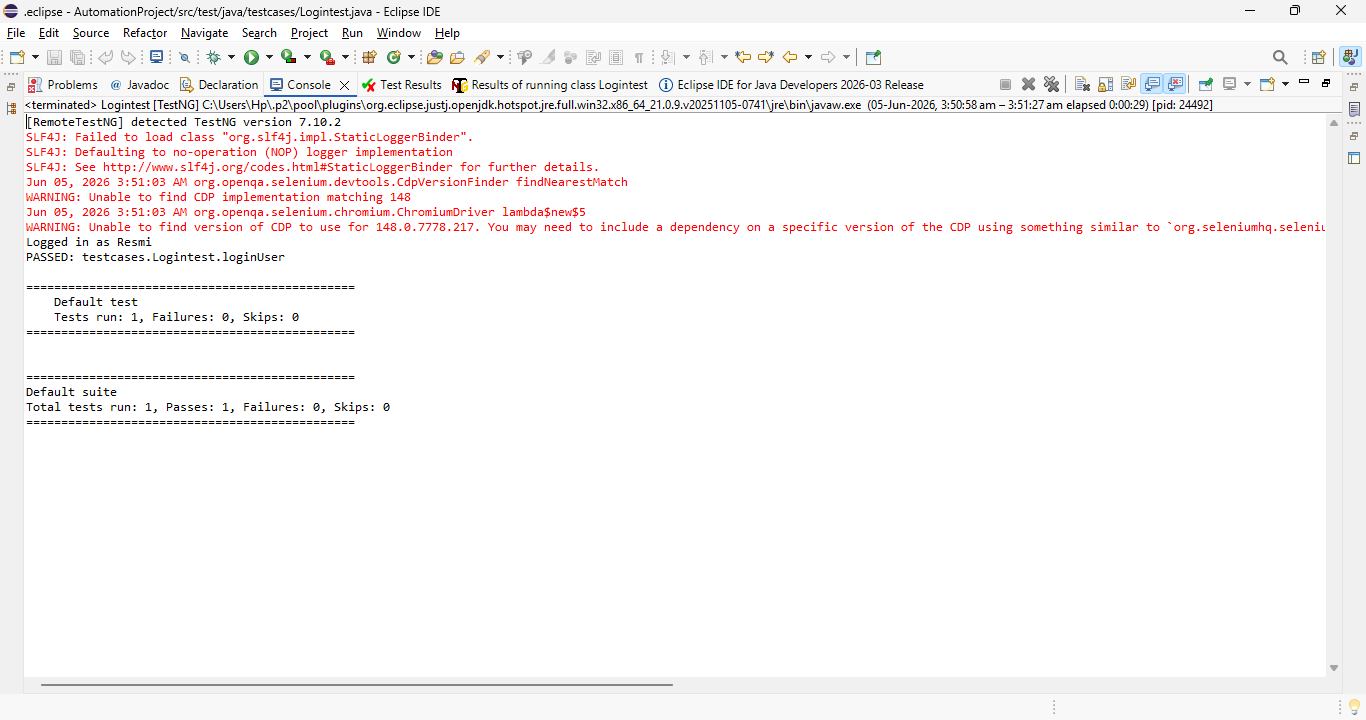 .eclipse - AutomationProject/src/test/java/testcases/Logintest.java - Eclipse IDE
File Edit Source Refactor Navigate Search Project Run Window Help
Problems @ Javadoc Declaration Console Test Results Results of running class Logintest Eclipse IDE for Java Developers 2026-03 Release
<terminated> Logintest [TestNG] C:\Users\Hp\.p2\pool\plugins\org.eclipse.justj.openjdk.hotspot.jre.full.win32.x86_64_21.0.9.v20251105-0741\jre\bin\javaw.exe (05-Jun-2026, 3:50:58 am – 3:51:27 am elapsed 0:00:29) [pid: 24492]
[RemoteTestNG] detected TestNG version 7.10.2
SLF4J: Failed to load class "org.slf4j.impl.StaticLoggerBinder".
SLF4J: Defaulting to no-operation (NOP) logger implementation
SLF4J: See http://www.slf4j.org/codes.html#StaticLoggerBinder for further details.
Jun 05, 2026 3:51:03 AM org.openqa.selenium.devtools.CdpVersionFinder findNearestMatch
WARNING: Unable to find CDP implementation matching 148
Jun 05, 2026 3:51:03 AM org.openqa.selenium.chromium.ChromiumDriver lambda$new$5
WARNING: Unable to find version of CDP to use for 148.0.7778.217. You may need to include a dependency on a specific version of the CDP using something similar to `org.seleniumhq.seleniu
Logged in as Resmi
PASSED: testcases.Logintest.loginUser
===============================================
Default test
Tests run: 1, Failures: 0, Skips: 0
===============================================
===============================================
Default suite
Total tests run: 1, Passes: 1, Failures: 0, Skips: 0
===============================================